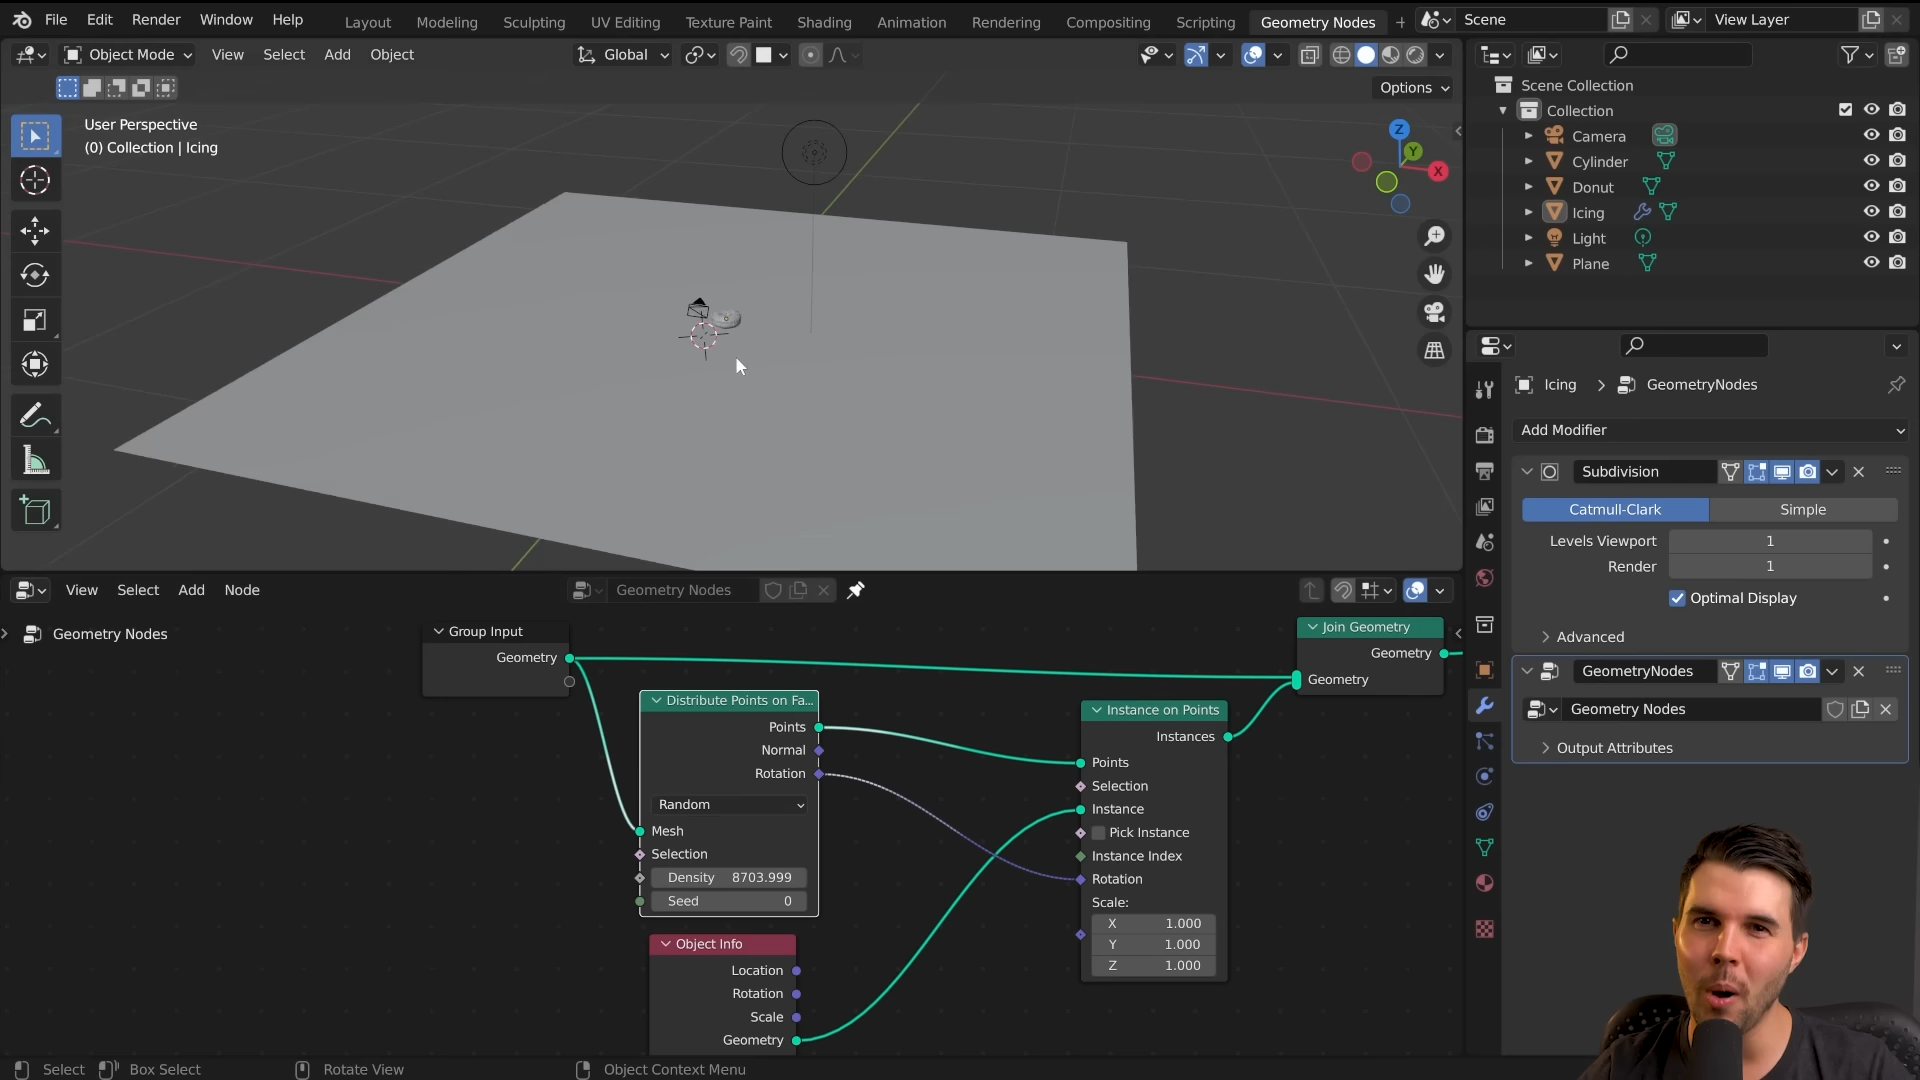 File Edit Render Window Help Layout Modeling Sculpting UV Editing Texture Paint Shading Animation Rendering Compositing Scripting Geometry Nodes + Scene View Layer
Object Mode View Select Add Object Global
Options
User Perspective
(0) Collection | Icing
Z
Y
X
Scene Collection
Collection
Camera
Cylinder
Donut
Icing
Light
Plane
Icing > GeometryNodes
Add Modifier
Subdivision
Catmull-Clark Simple
Levels Viewport 1
Render 1
Optimal Display
Advanced
GeometryNodes
Geometry Nodes
Output Attributes
View Select Add Node Geometry Nodes
Geometry Nodes
Group Input
Geometry
Distribute Points on Fa...
Points
Normal
Rotation
Random
Mesh
Selection
Density 8703.999
Seed 0
Object Info
Location
Rotation
Scale
Geometry
Instance on Points
Instances
Points
Selection
Instance
Pick Instance
Instance Index
Rotation
Scale:
X 1.000
Y 1.000
Z 1.000
Join Geometry
Geometry
Geometry
Select Box Select Rotate View Object Context Menu